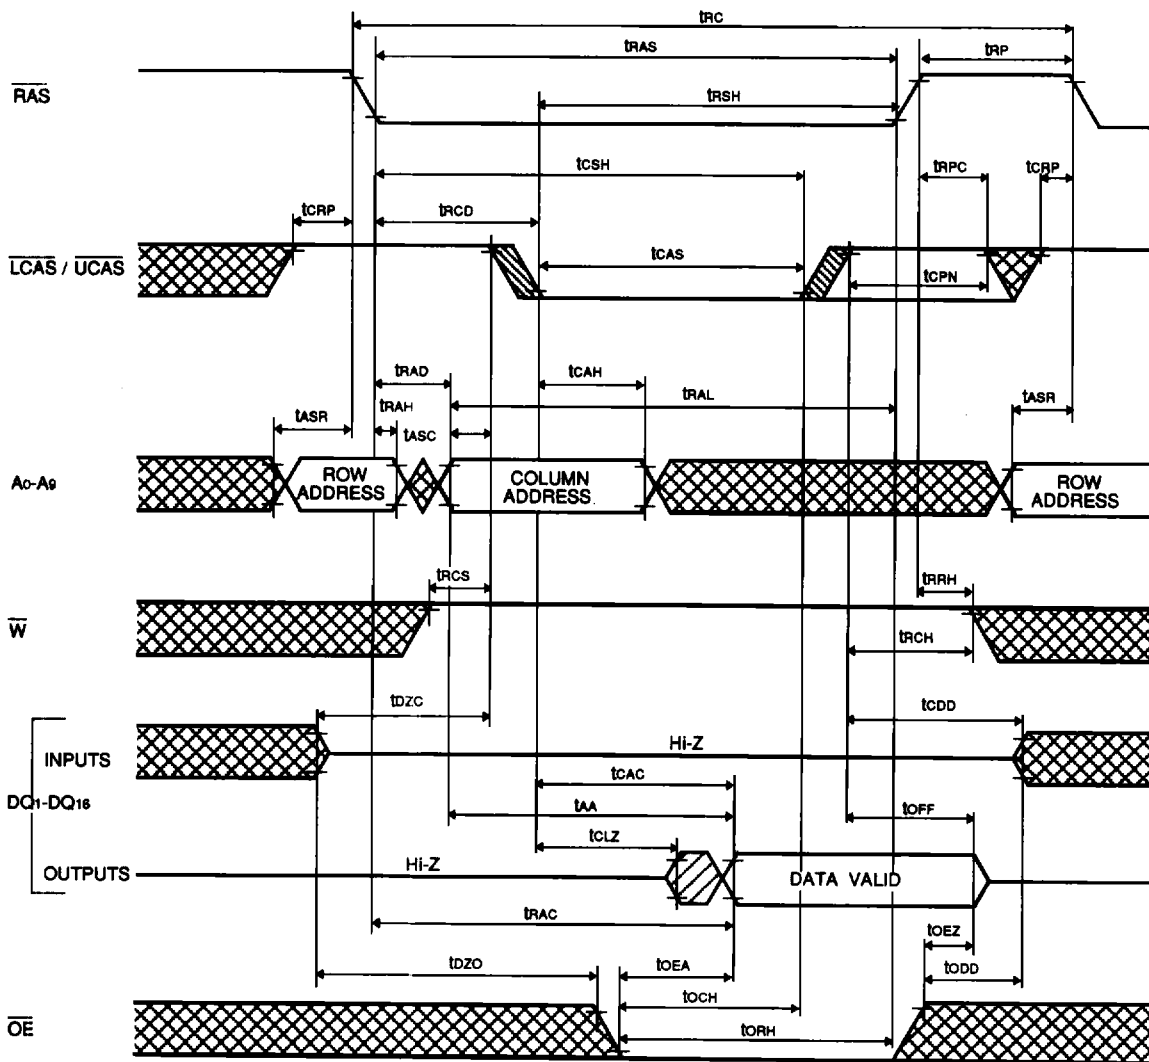 tRC
tRAS
tRP
RAS
tRSH
tCSH
tRPC
tCRP
tCRP
tRCD
LCAS / UCAS
tCAS
tCPN
tRAD
tCAH
tRAL
tASR
tRAH
tASC
tASR
A0-A9
ROW ADDRESS
COLUMN ADDRESS
ROW ADDRESS
tRCS
tRRH
W
tRCH
tDZC
tCDD
INPUTS
Hi-Z
DQ1-DQ16
tCAC
tAA
tOFF
tCLZ
OUTPUTS
Hi-Z
DATA VALID
tRAC
tOEZ
tDZO
tOEA
tODD
tOCH
OE
tORH